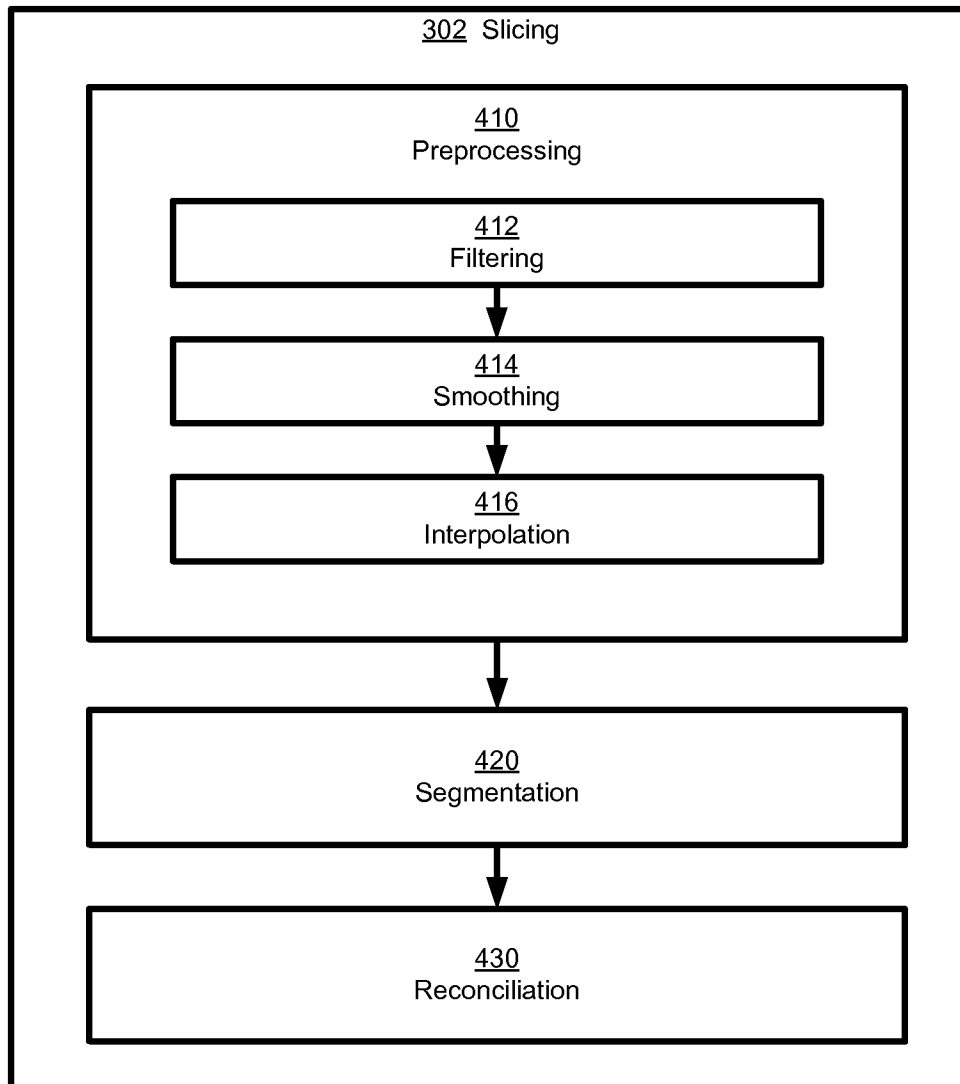 302 Slicing
410
Preprocessing
412
Filtering
414
Smoothing
416
Interpolation
420
Segmentation
430
Reconciliation